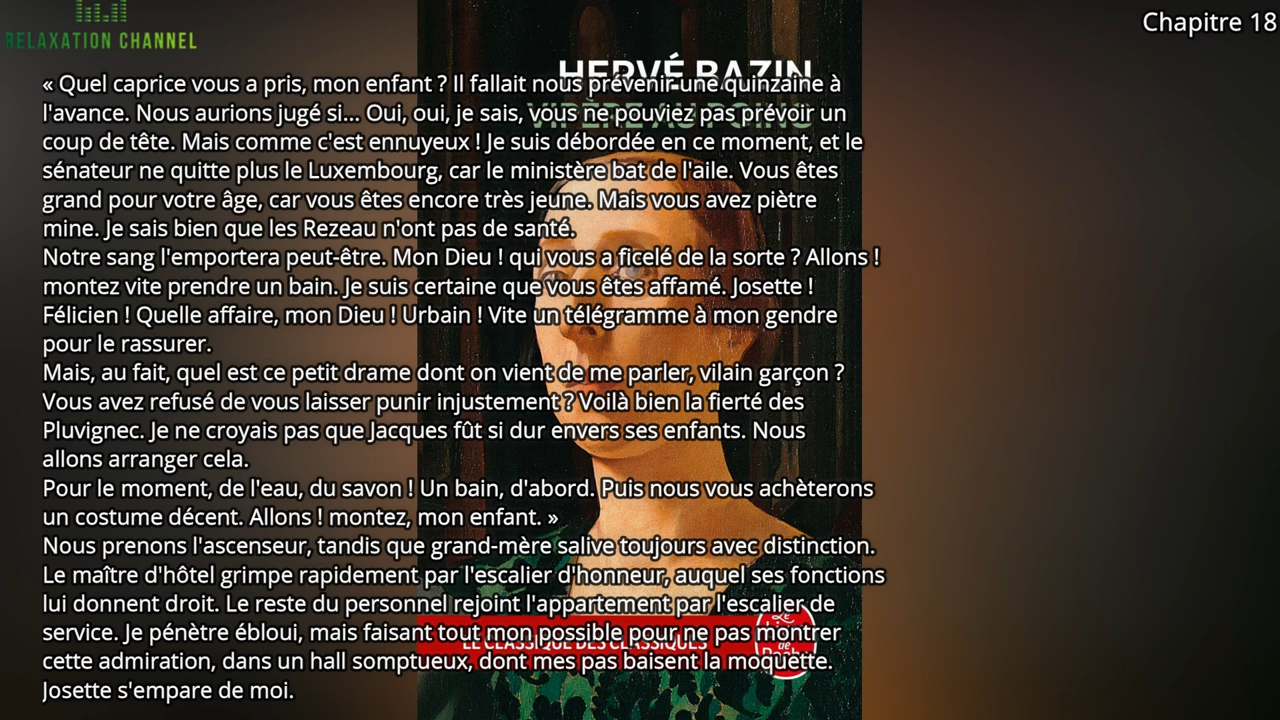 RELAXATION CHANNEL
Chapitre 18
HERVÉ BAZIN
VIPÈRE AU POING
« Quel caprice vous a pris, mon enfant ? Il fallait nous prévenir une quinzaine à
l'avance. Nous aurions jugé si... Oui, oui, je sais, vous ne pouviez pas prévoir un
coup de tête. Mais comme c'est ennuyeux ! Je suis débordée en ce moment, et le
sénateur ne quitte plus le Luxembourg, car le ministère bat de l'aile. Vous êtes
grand pour votre âge, car vous êtes encore très jeune. Mais vous avez piètre
mine. Je sais bien que les Rezeau n'ont pas de santé.
Notre sang l'emportera peut-être. Mon Dieu ! qui vous a ficelé de la sorte ? Allons !
montez vite prendre un bain. Je suis certaine que vous êtes affamé. Josette !
Félicien ! Quelle affaire, mon Dieu ! Urbain ! Vite un télégramme à mon gendre
pour le rassurer.
Mais, au fait, quel est ce petit drame dont on vient de me parler, vilain garçon ?
Vous avez refusé de vous laisser punir injustement ? Voilà bien la fierté des
Pluvignec. Je ne croyais pas que Jacques fût si dur envers ses enfants. Nous
allons arranger cela.
Pour le moment, de l'eau, du savon ! Un bain, d'abord. Puis nous vous achèterons
un costume décent. Allons ! montez, mon enfant. »
Nous prenons l'ascenseur, tandis que grand-mère salive toujours avec distinction.
Le maître d'hôtel grimpe rapidement par l'escalier d'honneur, auquel ses fonctions
lui donnent droit. Le reste du personnel rejoint l'appartement par l'escalier de
service. Je pénètre ébloui, mais faisant tout mon possible pour ne pas montrer
cette admiration, dans un hall somptueux, dont mes pas baisent la moquette.
Josette s'empare de moi.
LE CLASSIQUE DES CLASSIQUES
Le
de